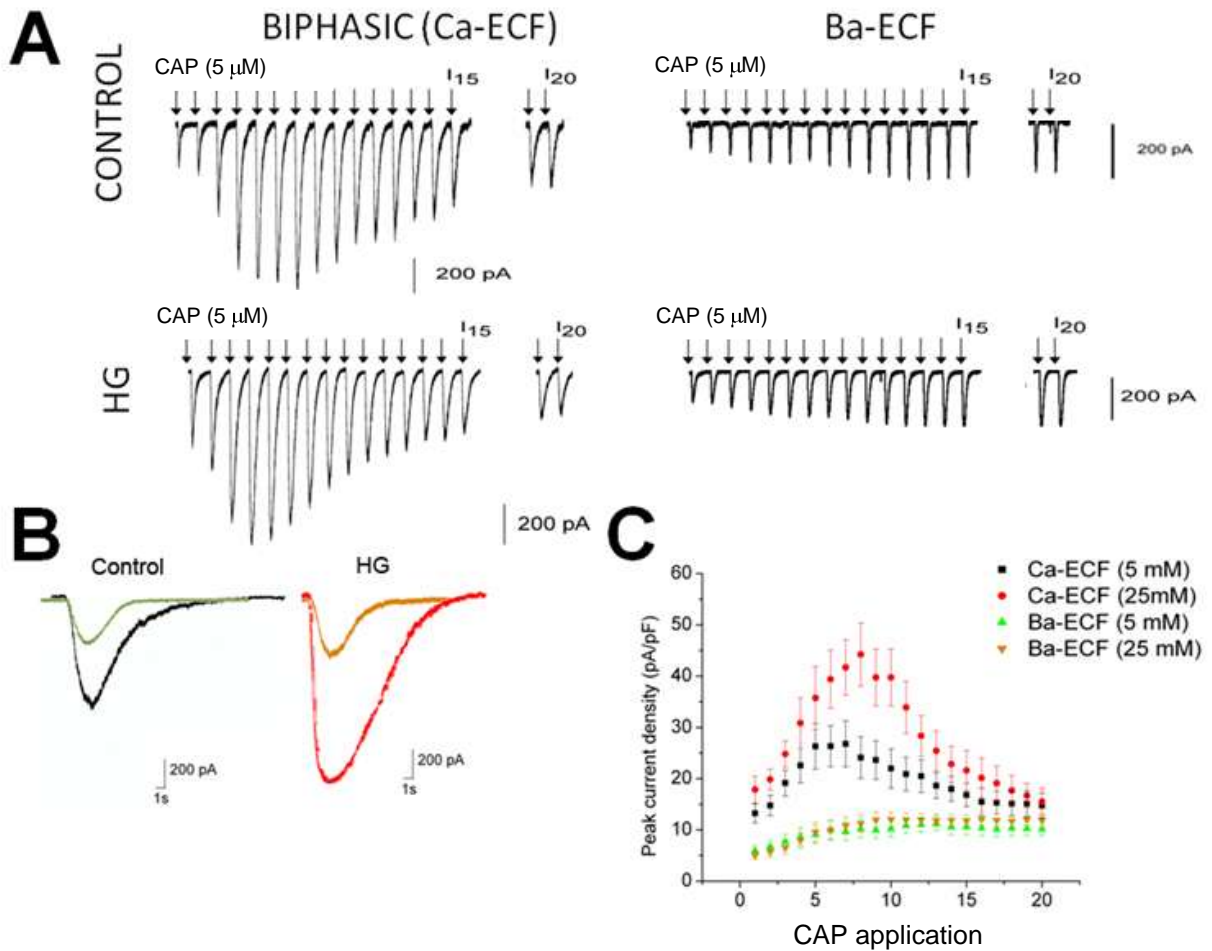 A
BIPHASIC (Ca-ECF)
Ba-ECF
CONTROL
CAP (5 µM)
I15
I20
200 pA
CAP (5 µM)
I15
I20
200 pA
HG
CAP (5 µM)
I15
I20
200 pA
CAP (5 µM)
I15
I20
200 pA
B
Control
HG
200 pA
1s
200 pA
1s
C
Ca-ECF (5 mM)
Ca-ECF (25mM)
Ba-ECF (5 mM)
Ba-ECF (25 mM)
Peak current density (pA/pF)
60
50
40
30
20
10
0
0
5
10
15
20
CAP application